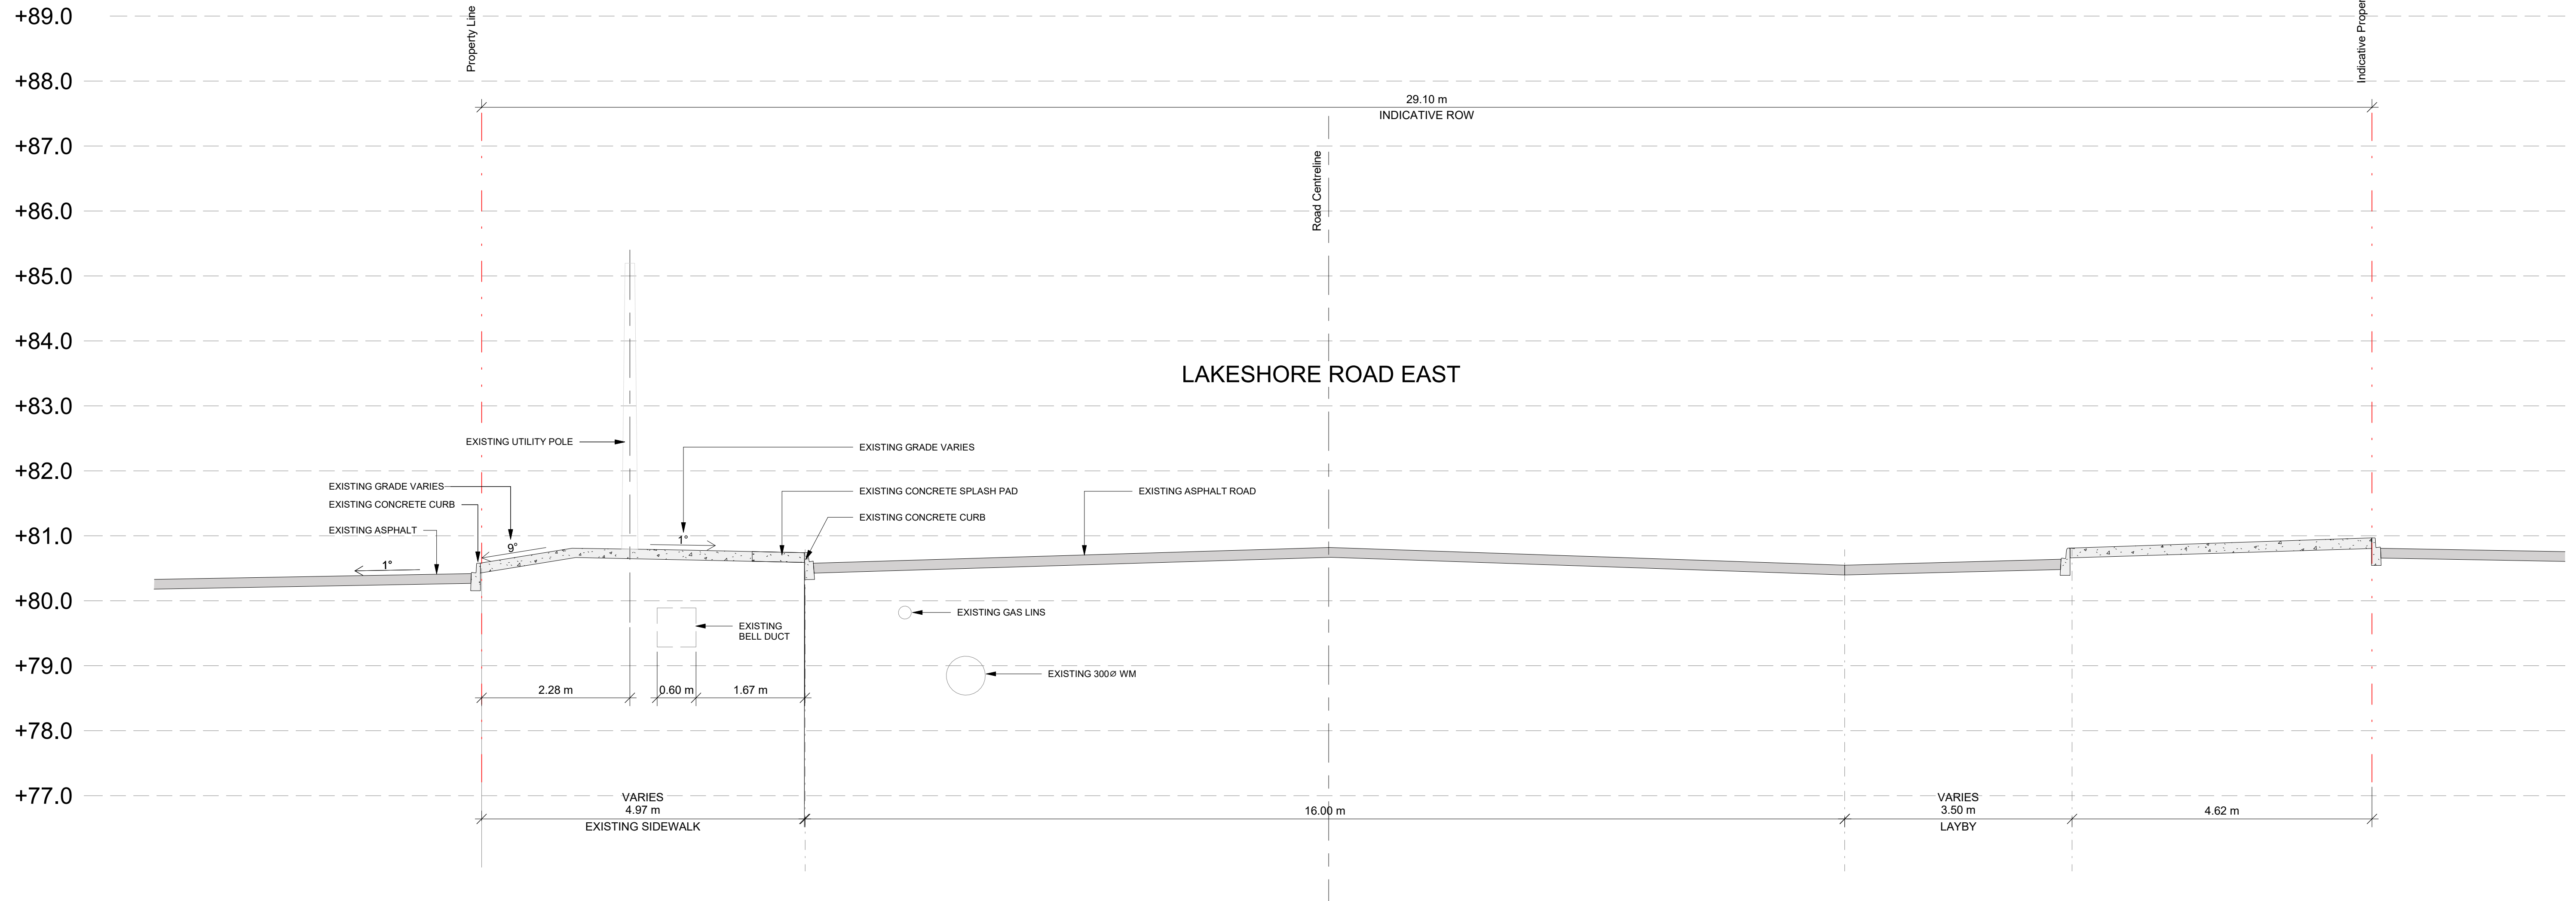 +89.0
Property Line
Indicative Proper
+88.0
29.10 m
INDICATIVE ROW
+87.0
Road Centreline
+86.0
+85.0
+84.0
LAKESHORE ROAD EAST
+83.0
EXISTING UTILITY POLE
EXISTING GRADE VARIES
+82.0
EXISTING GRADE VARIES
EXISTING CONCRETE SPLASH PAD
EXISTING ASPHALT ROAD
EXISTING CONCRETE CURB
EXISTING CONCRETE CURB
EXISTING ASPHALT
+81.0
9°
1°
1°
+80.0
EXISTING GAS LINS
EXISTING
BELL DUCT
+79.0
EXISTING 300Ø WM
2.28 m
0.60 m
1.67 m
+78.0
+77.0
VARIES
4.97 m
EXISTING SIDEWALK
16.00 m
VARIES
3.50 m
LAYBY
4.62 m